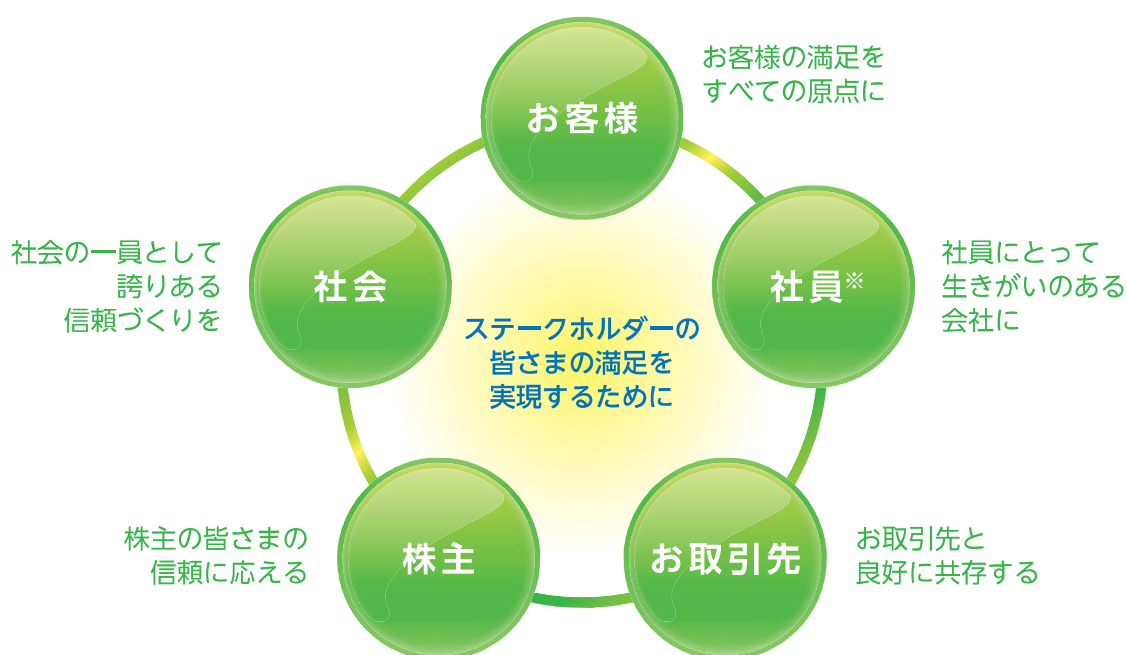 お客様
お客様の満足を
すべての原点に
社員※
社員にとって
生きがいのある
会社に
お取引先
お取引先と
良好に共存する
株主
株主の皆さまの
信頼に応える
社会
社会の一員として
誇りある
信頼づくりを
ステークホルダーの
皆さまの満足を
実現するために